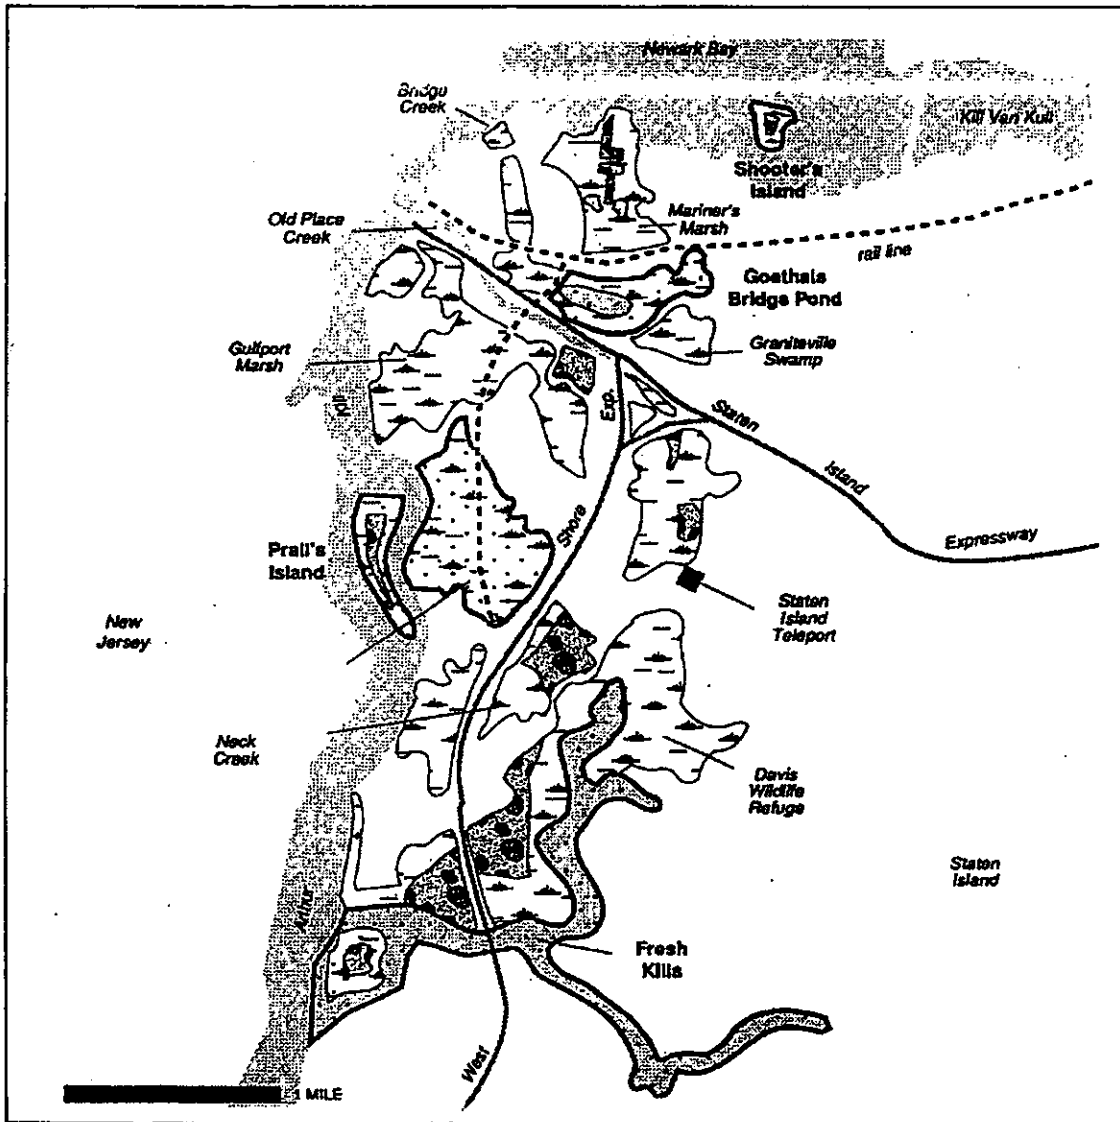 Newark Bay
Bridge
Creek
Kill Van Kull
Shooter's
Island
Old Place
Creek
Mariner's
Marsh
rail line
Goethals
Bridge Pond
Gulfport
Marsh
Graniteville
Swamp
Kill
Exp.
Staten
Island
Expressway
Shore
Prall's
Island
New
Jersey
Staten
Island
Teleport
Neck
Creek
Davis
Wildlife
Refuge
Staten
Island
Arthur
Fresh
Kills
West
1 MILE